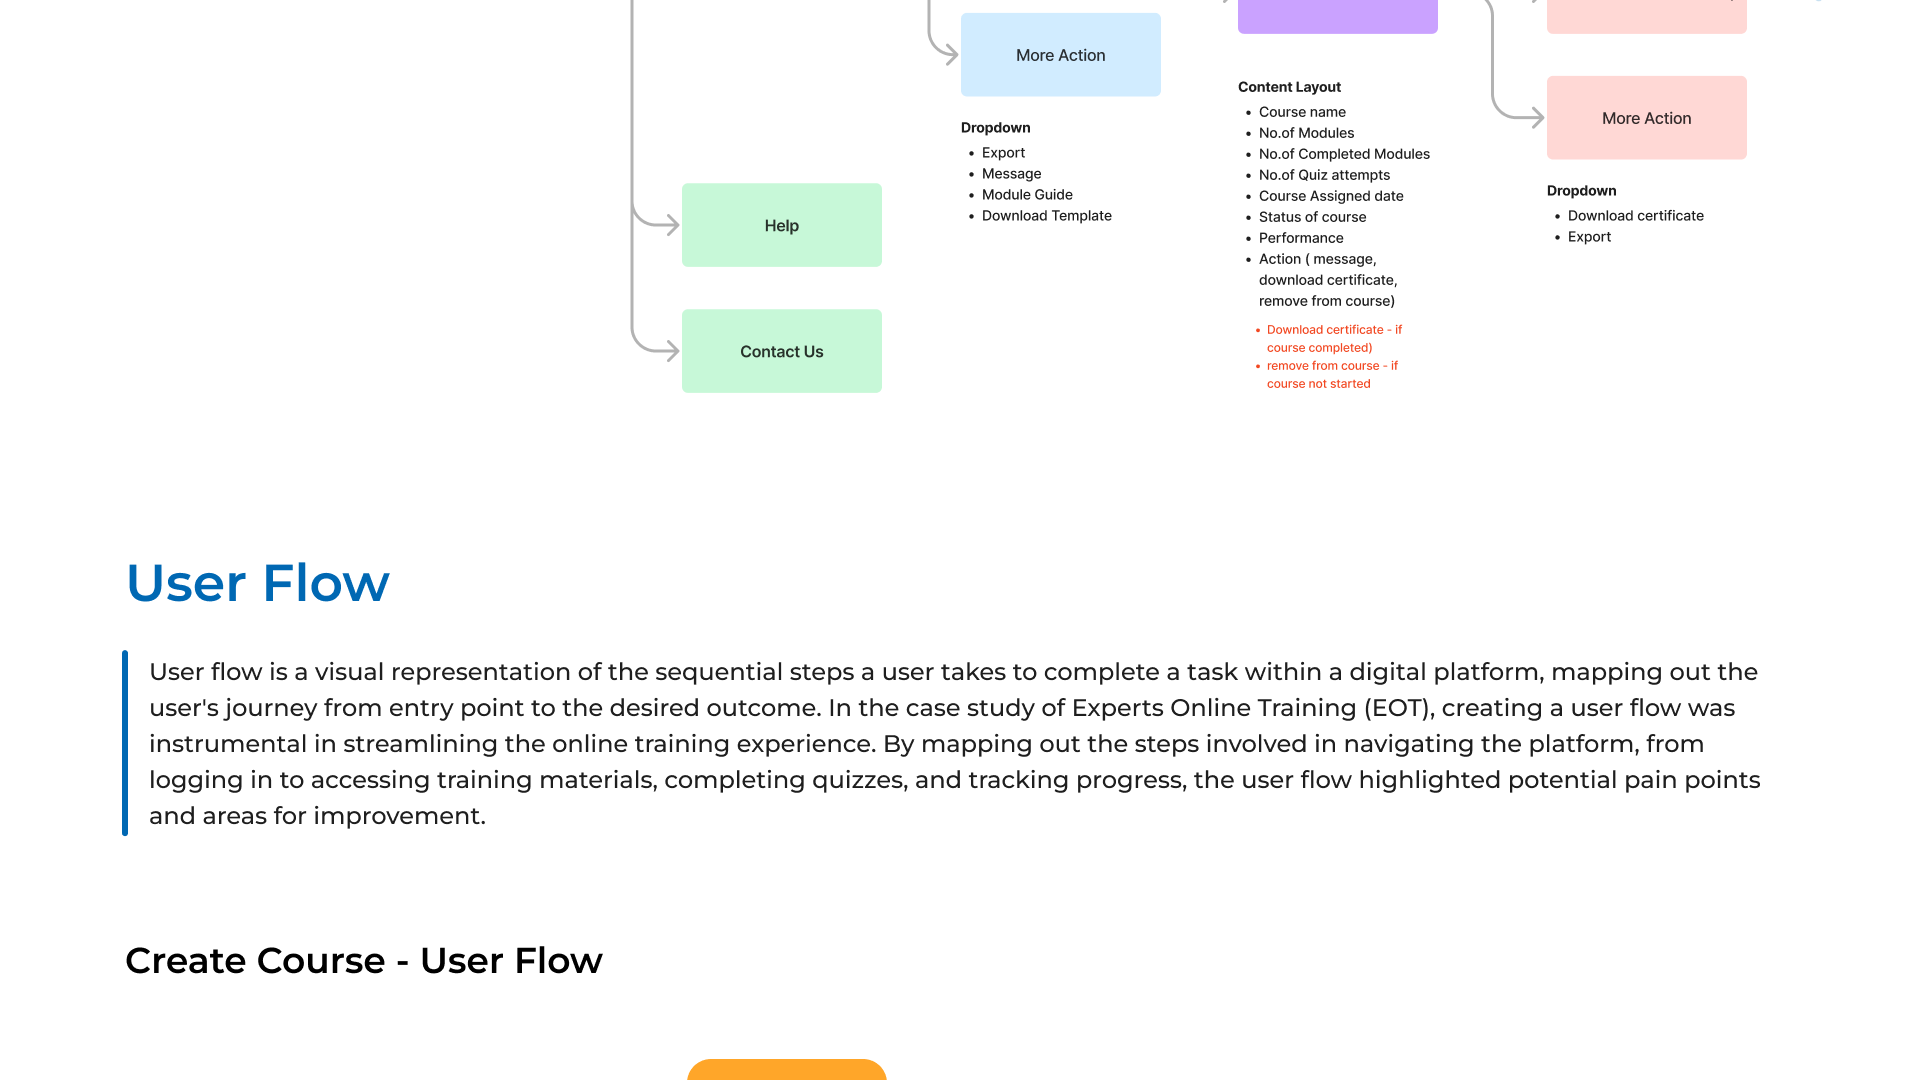 More Action
Dropdown
• Export
• Message
• Module Guide
• Download Template
Help
Contact Us
Content Layout
• Course name
• No.of Modules
• No.of Completed Modules
• No.of Quiz attempts
• Course Assigned date
• Status of course
• Performance
• Action ( message,
download certificate,
remove from course)
• Download certificate - if
course completed)
• remove from course - if
course not started
More Action
Dropdown
• Download certificate
• Export
User Flow
User flow is a visual representation of the sequential steps a user takes to complete a task within a digital platform, mapping out the
user's journey from entry point to the desired outcome. In the case study of Experts Online Training (EOT), creating a user flow was
instrumental in streamlining the online training experience. By mapping out the steps involved in navigating the platform, from
logging in to accessing training materials, completing quizzes, and tracking progress, the user flow highlighted potential pain points
and areas for improvement.
Create Course - User Flow